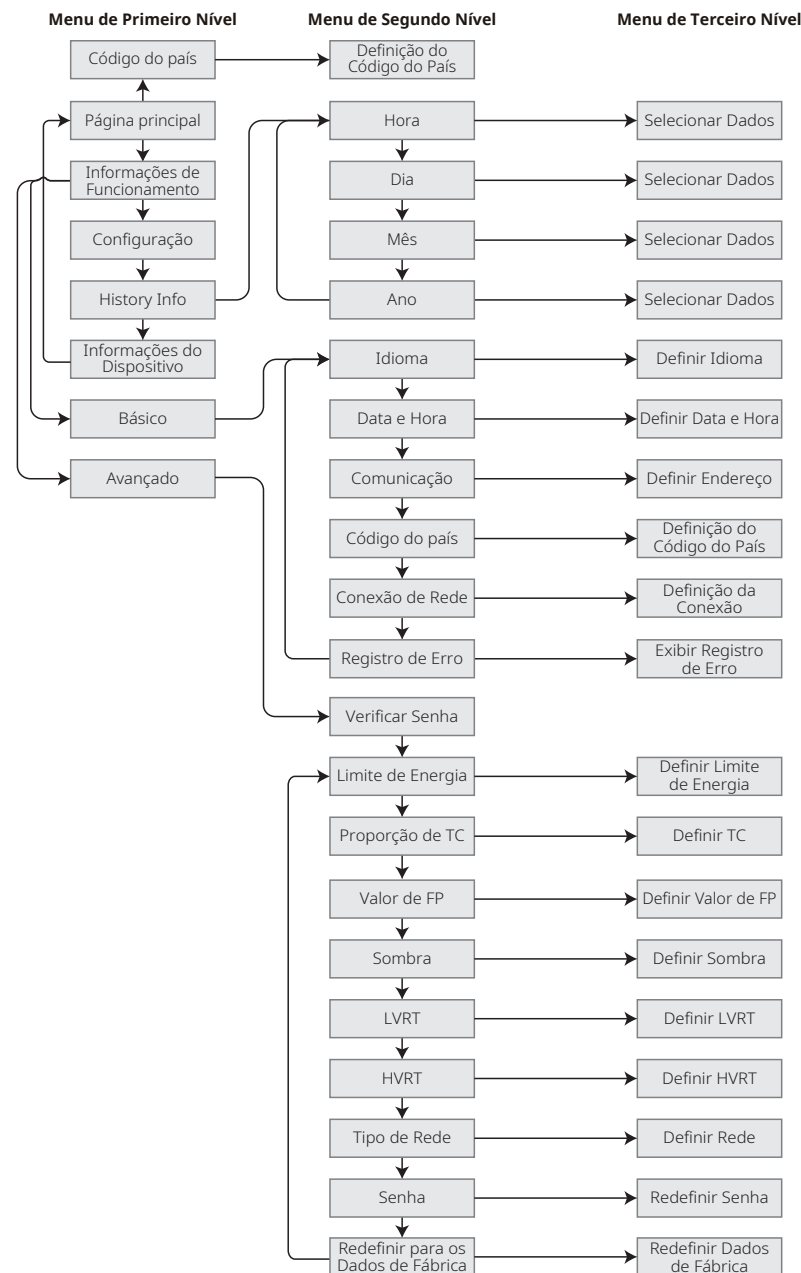 Menu de Primeiro Nível
Menu de Segundo Nível
Menu de Terceiro Nível
Código do país
Definição do
Código do País
Página principal
Hora
Selecionar Dados
Informações de
Funcionamento
Dia
Selecionar Dados
Configuração
Mês
Selecionar Dados
History Info
Ano
Selecionar Dados
Informações do
Dispositivo
Idioma
Definir Idioma
Básico
Data e Hora
Definir Data e Hora
Avançado
Comunicação
Definir Endereço
Código do país
Definição do
Código do País
Conexão de Rede
Definição da
Conexão
Registro de Erro
Exibir Registro
de Erro
Verificar Senha
Limite de Energia
Definir Limite
de Energia
Proporção de TC
Definir TC
Valor de FP
Definir Valor de FP
Sombra
Definir Sombra
LVRT
Definir LVRT
HVRT
Definir HVRT
Tipo de Rede
Definir Rede
Senha
Redefinir Senha
Redefinir para os
Dados de Fábrica
Redefinir Dados
de Fábrica